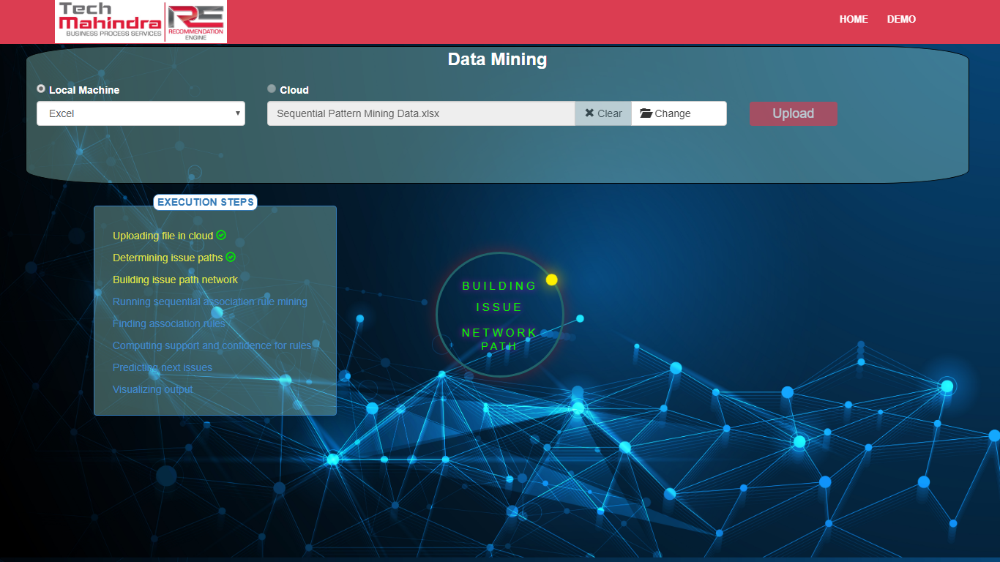 Tech
Mahindra
BUSINESS PROCESS SERVICES
RE
RECOMMENDATION
ENGINE
HOME DEMO
Data Mining
Local Machine Cloud
Excel Sequential Pattern Mining Data.xlsx Clear Change Upload
EXECUTION STEPS
Uploading file in cloud
Determining issue paths
Building issue path network
Running sequential association rule mining
Finding association rules
Computing support and confidence for rules
Predicting next issues
Visualizing output
BUILDING
ISSUE
NETWORK
PATH